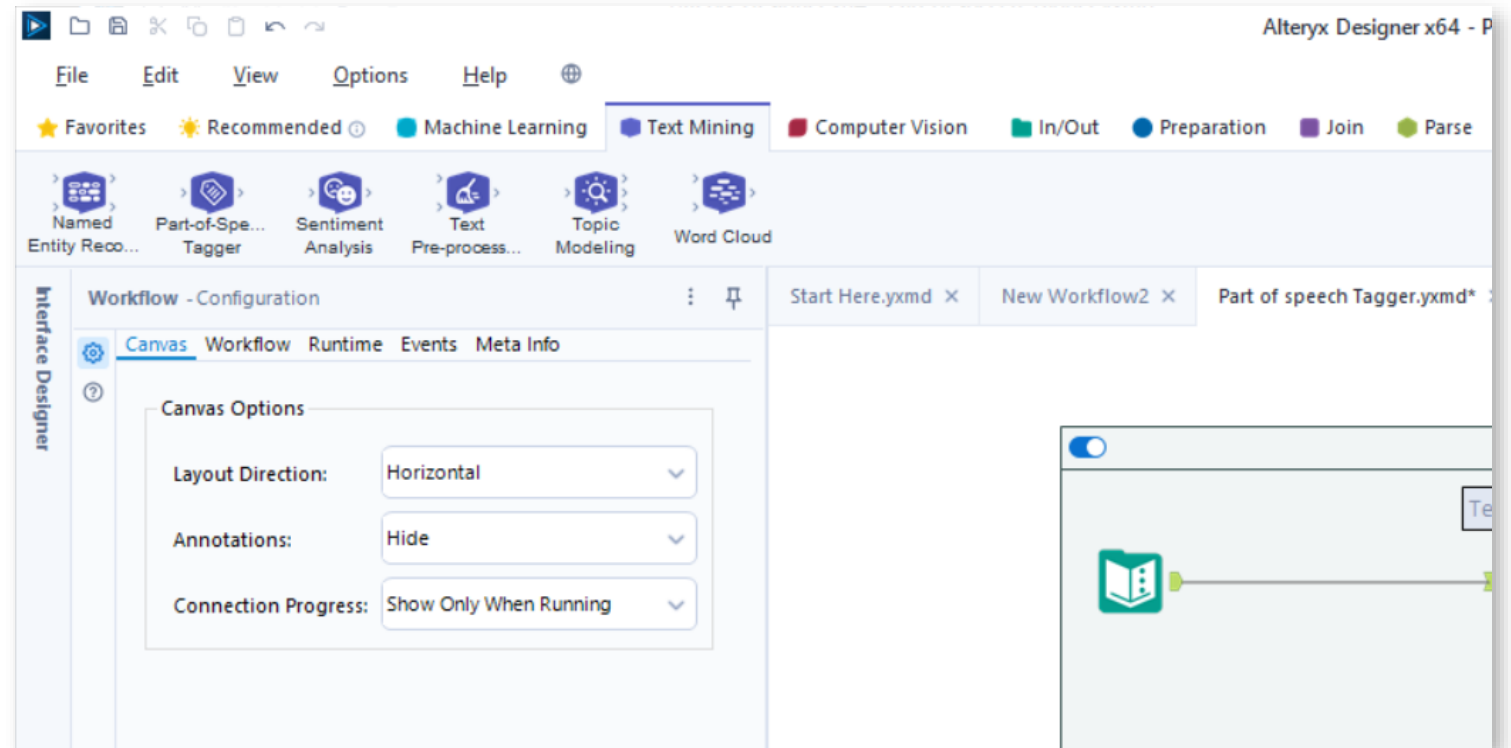 Alteryx Designer x64 - P
File Edit View Options Help
Favorites Recommended Machine Learning Text Mining Computer Vision In/Out Preparation Join Parse
Named
Entity Reco...
Part-of-Spe...
Tagger
Sentiment
Analysis
Text
Pre-process...
Topic
Modeling
Word Cloud
Interface Designer
Workflow - Configuration
Start Here.yxmd New Workflow2 Part of speech Tagger.yxmd*
Canvas Workflow Runtime Events Meta Info
Canvas Options
Layout Direction: Horizontal
Annotations: Hide
Connection Progress: Show Only When Running
Te